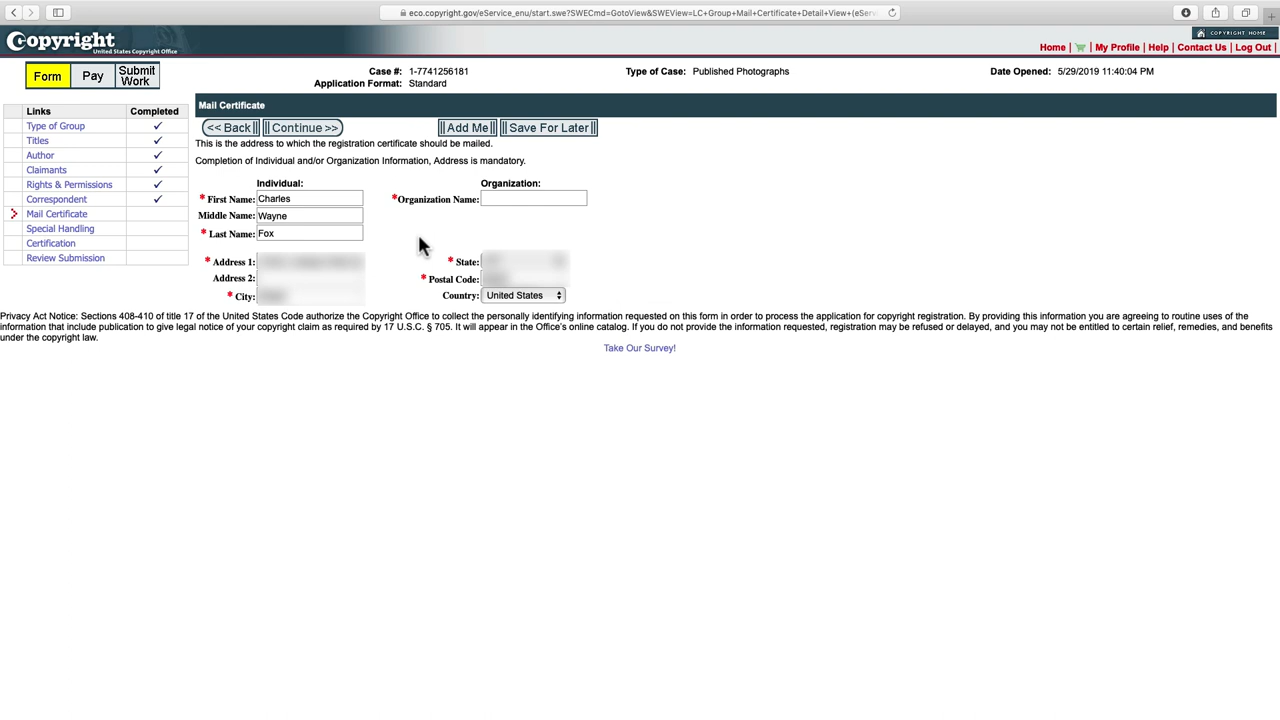 eco.copyright.gov/eService_enu/start.swe?SWECmd=GotoView&SWEView=LC+Group+Mail+Certificate+Detail+View+(eServ
COPYRIGHT HOME
Copyright
United States Copyright Office
Home | My Profile | Help | Contact Us | Log Out |
Form Pay Submit Work
Case #: 1-7741256181 Type of Case: Published Photographs Date Opened: 5/29/2019 11:40:04 PM
Application Format: Standard
Links Completed
Type of Group
Titles
Author
Claimants
Rights & Permissions
Correspondent
Mail Certificate
Special Handling
Certification
Review Submission
Mail Certificate
<< Back Continue >> Add Me Save For Later
This is the address to which the registration certificate should be mailed.
Completion of Individual and/or Organization Information, Address is mandatory.
Individual: Organization:
* First Name: Charles *Organization Name:
Middle Name: Wayne
* Last Name: Fox
* Address 1: * State:
Address 2: * Postal Code:
* City: Country: United States
Privacy Act Notice: Sections 408-410 of title 17 of the United States Code authorize the Copyright Office to collect the personally identifying information requested on this form in order to process the application for copyright registration. By providing this information you are agreeing to routine uses of the
information that include publication to give legal notice of your copyright claim as required by 17 U.S.C. § 705. It will appear in the Office's online catalog. If you do not provide the information requested, registration may be refused or delayed, and you may not be entitled to certain relief, remedies, and benefits
under the copyright law.
Take Our Survey!